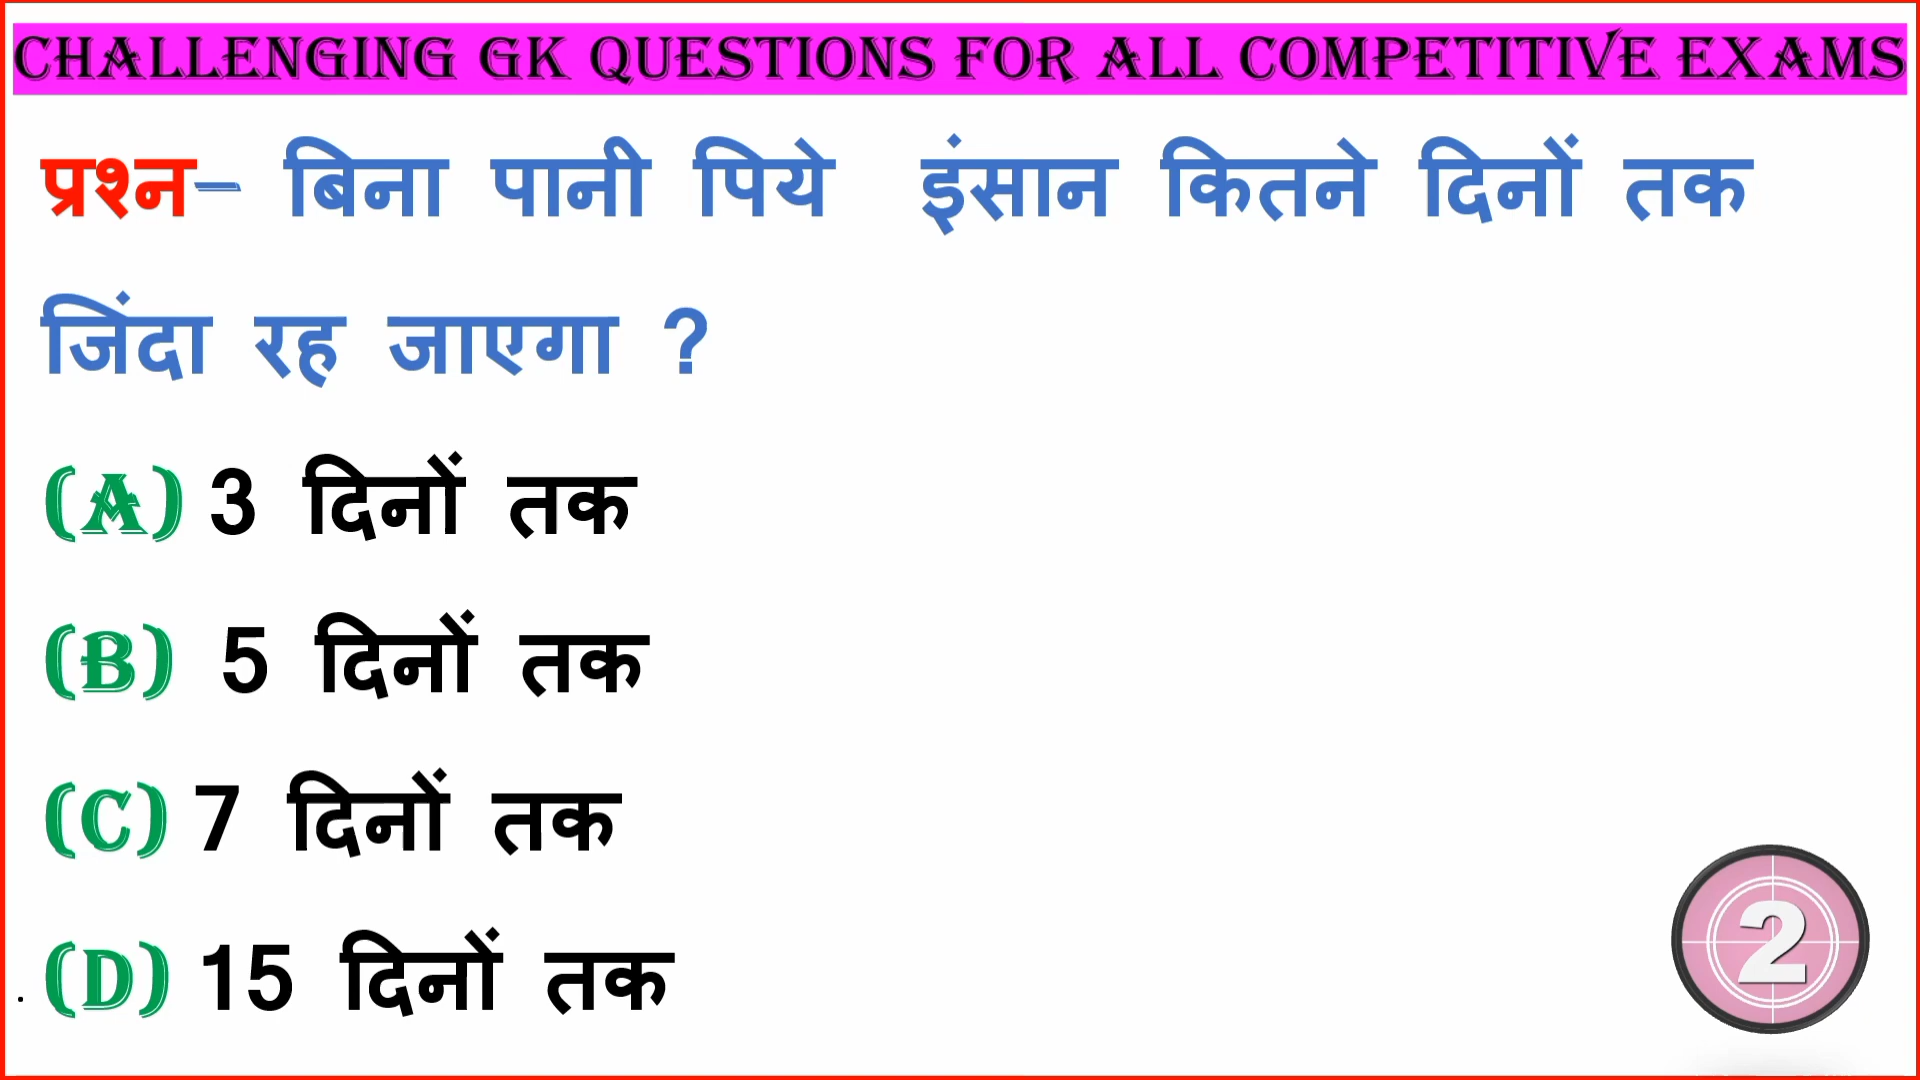 CHALLENGING GK QUESTIONS FOR ALL COMPETITIVE EXAMS
प्रश्न– बिना पानी पिये इंसान कितने दिनों तक
जिंदा रह जाएगा ?
(A) 3 दिनों तक
(B) 5 दिनों तक
(C) 7 दिनों तक
. (D) 15 दिनों तक
2